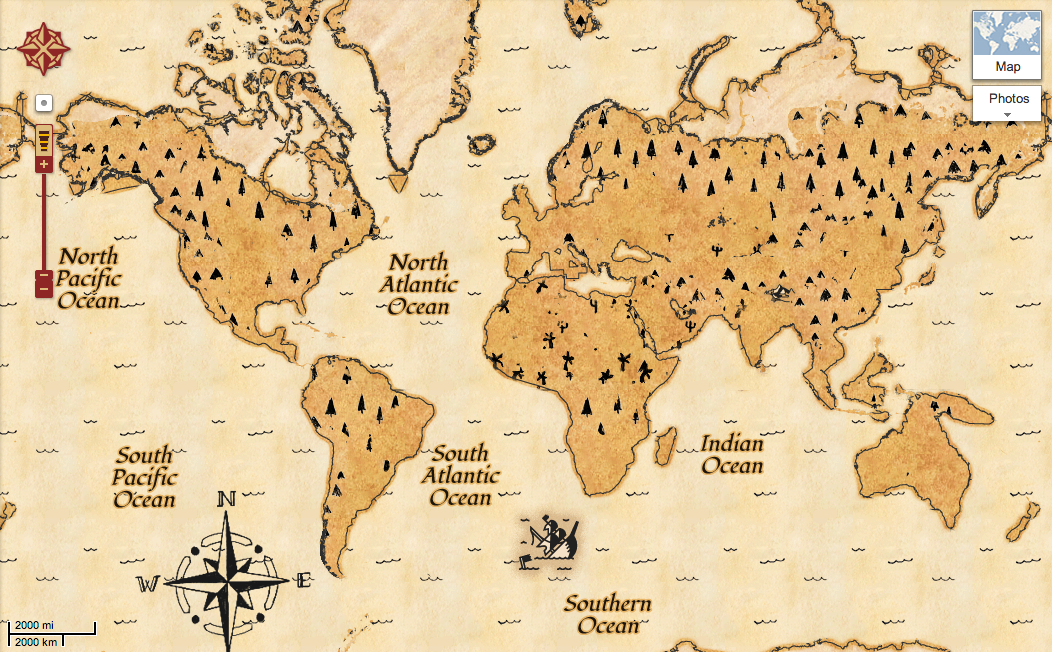 Map
Photos
North
Pacific
Ocean
North
Atlantic
Ocean
South
Pacific
Ocean
South
Atlantic
Ocean
Indian
Ocean
N
W
E
Southern
Ocean
2000 mi
2000 km